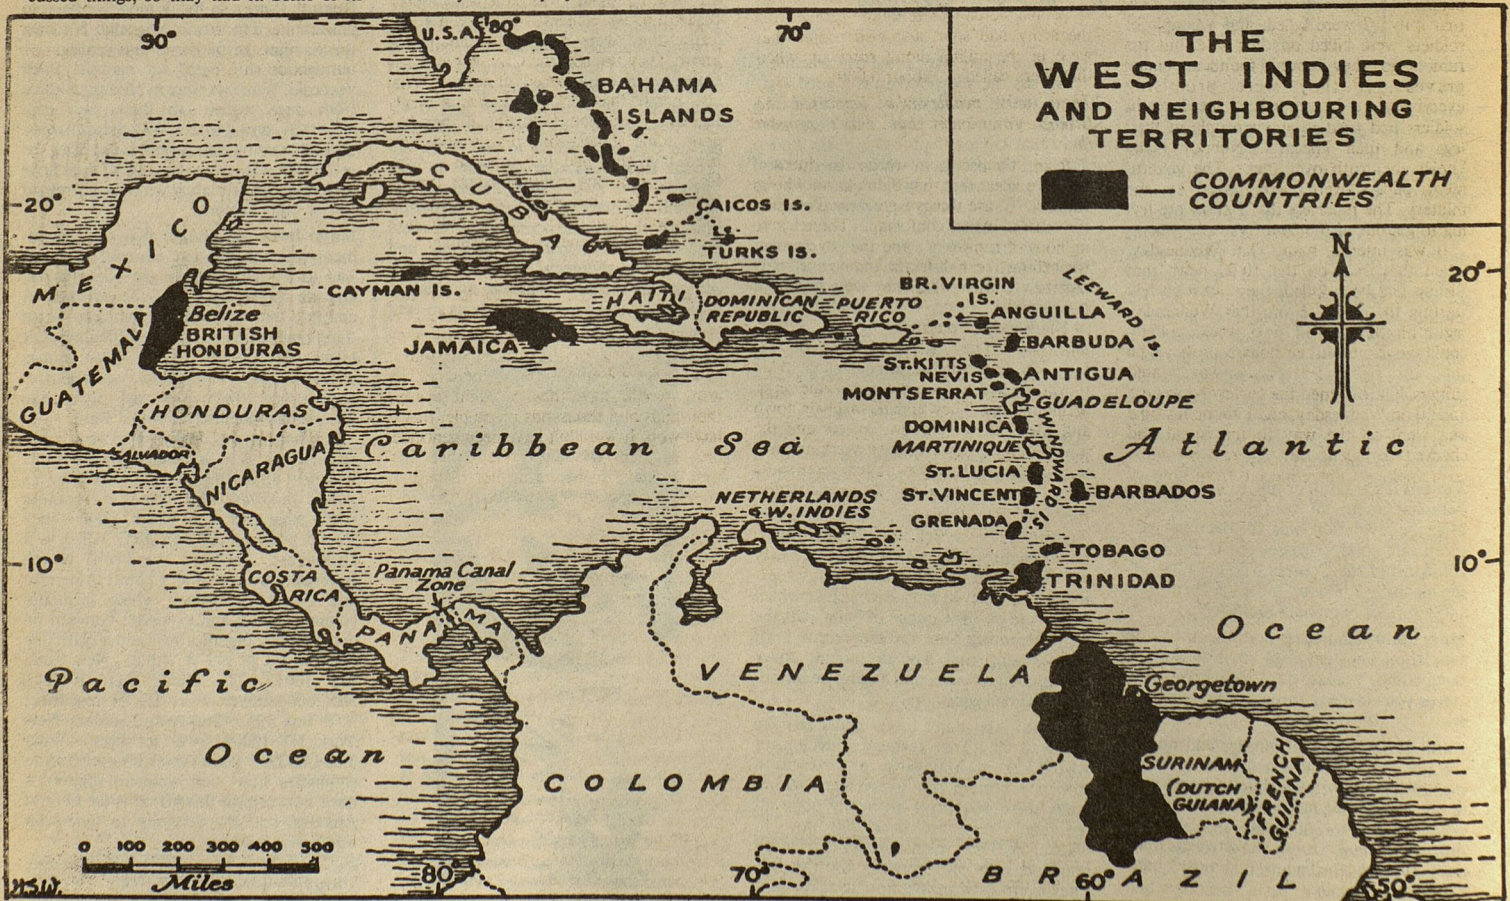 THE
WEST INDIES
AND NEIGHBOURING
TERRITORIES
— COMMONWEALTH
COUNTRIES
90°
U.S.A.
80°
70°
BAHAMA
ISLANDS
CUBA
20°
CAICOS IS.
TURKS IS.
MEXICO
CAYMAN IS.
HAITI
DOMINICAN
REPUBLIC
PUERTO
RICO
BR. VIRGIN
IS.
LEEWARD IS.
N
20°
ANGUILLA
Belize
BRITISH
HONDURAS
JAMAICA
BARBUDA
GUATEMALA
ST. KITTS
NEVIS
ANTIGUA
MONTSERRAT
GUADELOUPE
HONDURAS
DOMINICA
MARTINIQUE
WINDWARD IS.
SALVADOR
NICARAGUA
Caribbean Sea
Atlantic
ST. LUCIA
ST. VINCENT
BARBADOS
NETHERLANDS
W. INDIES
GRENADA
TOBAGO
TRINIDAD
10°
10°
COSTA
RICA
Panama Canal
Zone
PANAMA
Ocean
Pacific
VENEZUELA
Georgetown
Ocean
COLOMBIA
SURINAM
(DUTCH
GUIANA)
FRENCH
GUIANA
0 100 200 300 400 500
Miles
80°
70°
BRAZIL
60°
50°